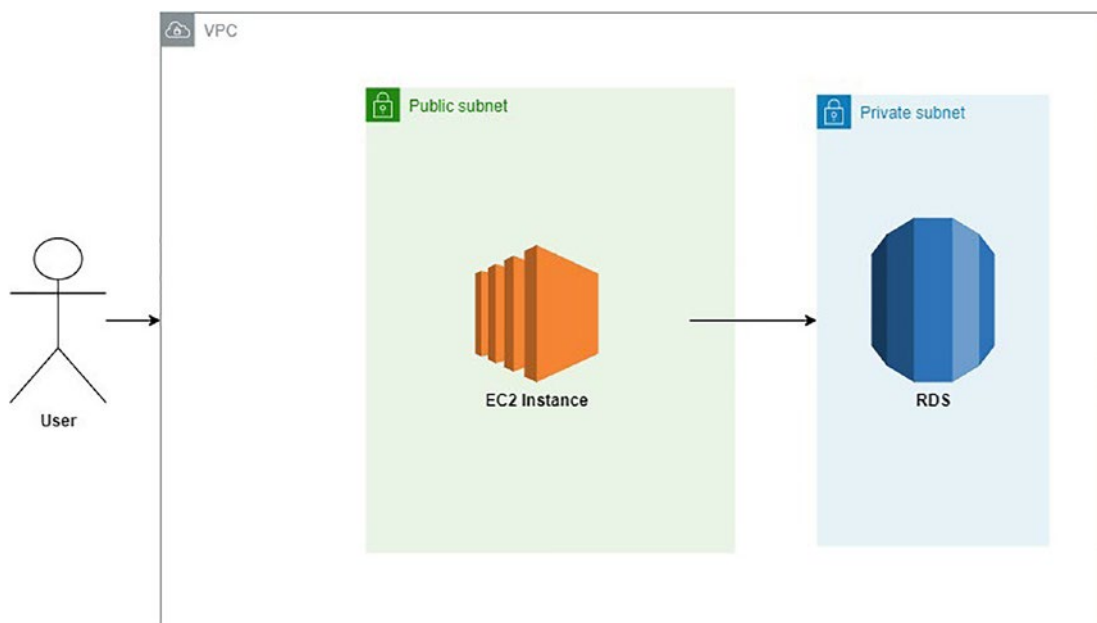 VPC
Public subnet
Private subnet
User
EC2 Instance
RDS